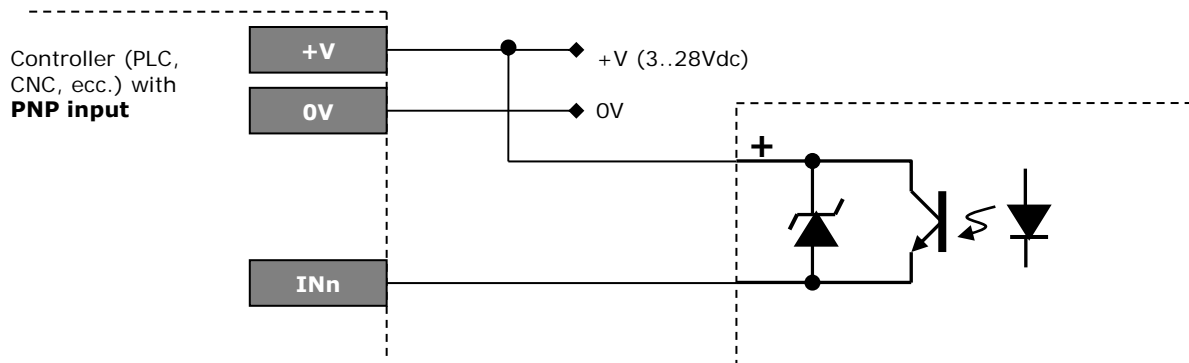 Controller (PLC,
CNC, ecc.) with
PNP input
+V
+V (3..28Vdc)
0V
0V
+
INn